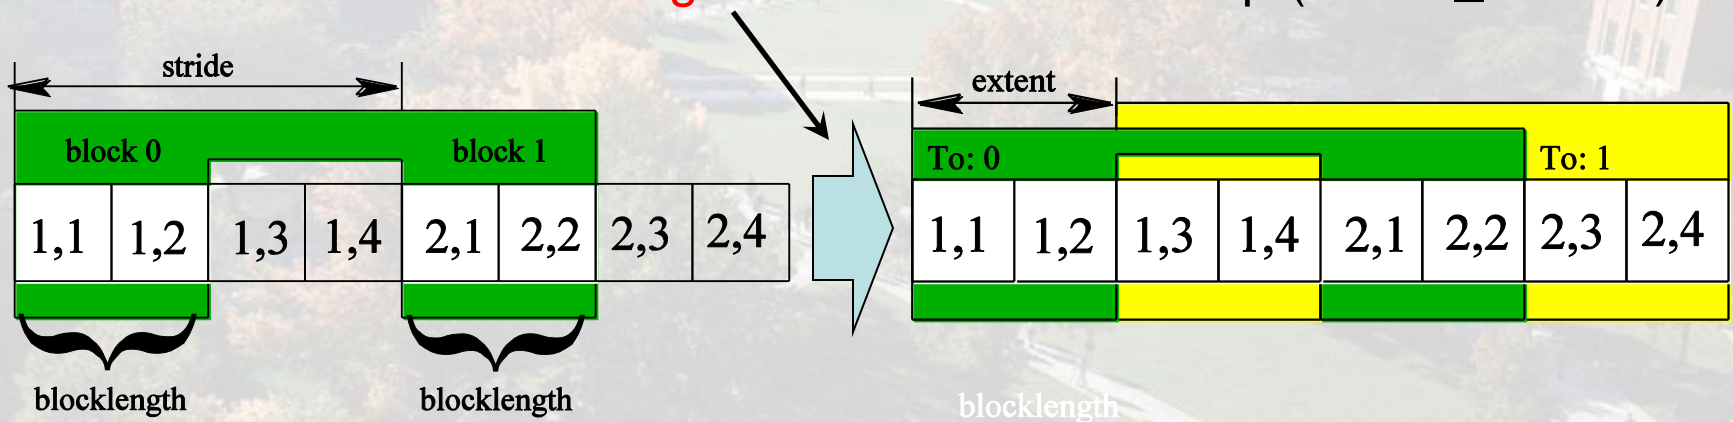 stride
extent
block 0
block 1
To: 0
To: 1
1,1 1,2 1,3 1,4 2,1 2,2 2,3 2,4
1,1 1,2 1,3 1,4 2,1 2,2 2,3 2,4
blocklength
blocklength
blocklength